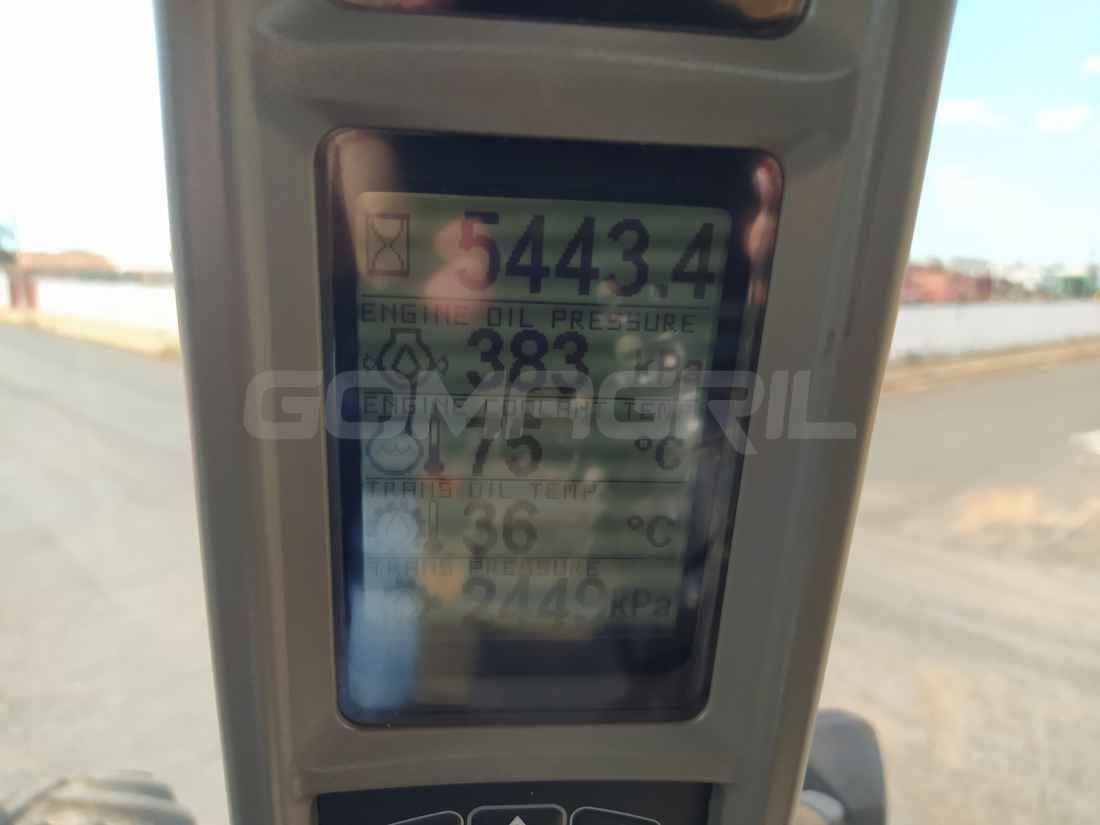 5443.4
ENGINE OIL PRESSURE
383 kPa
ENGINE COOLANT TEMP
75 °C
TRANS OIL TEMP
36 °C
TRANS PRESSURE
2449 kPa
GOMAGRIL